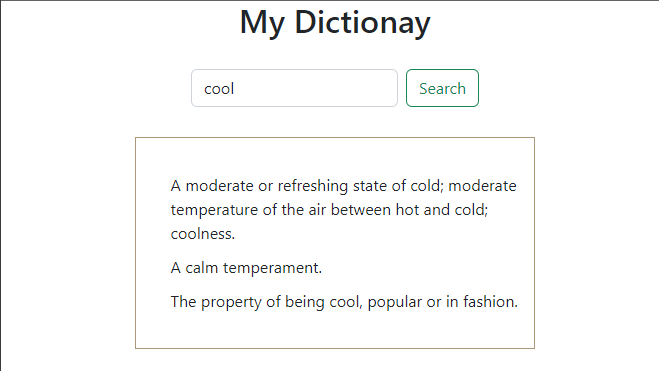 My Dictionay
cool
Search
A moderate or refreshing state of cold; moderate
temperature of the air between hot and cold;
coolness.
A calm temperament.
The property of being cool, popular or in fashion.